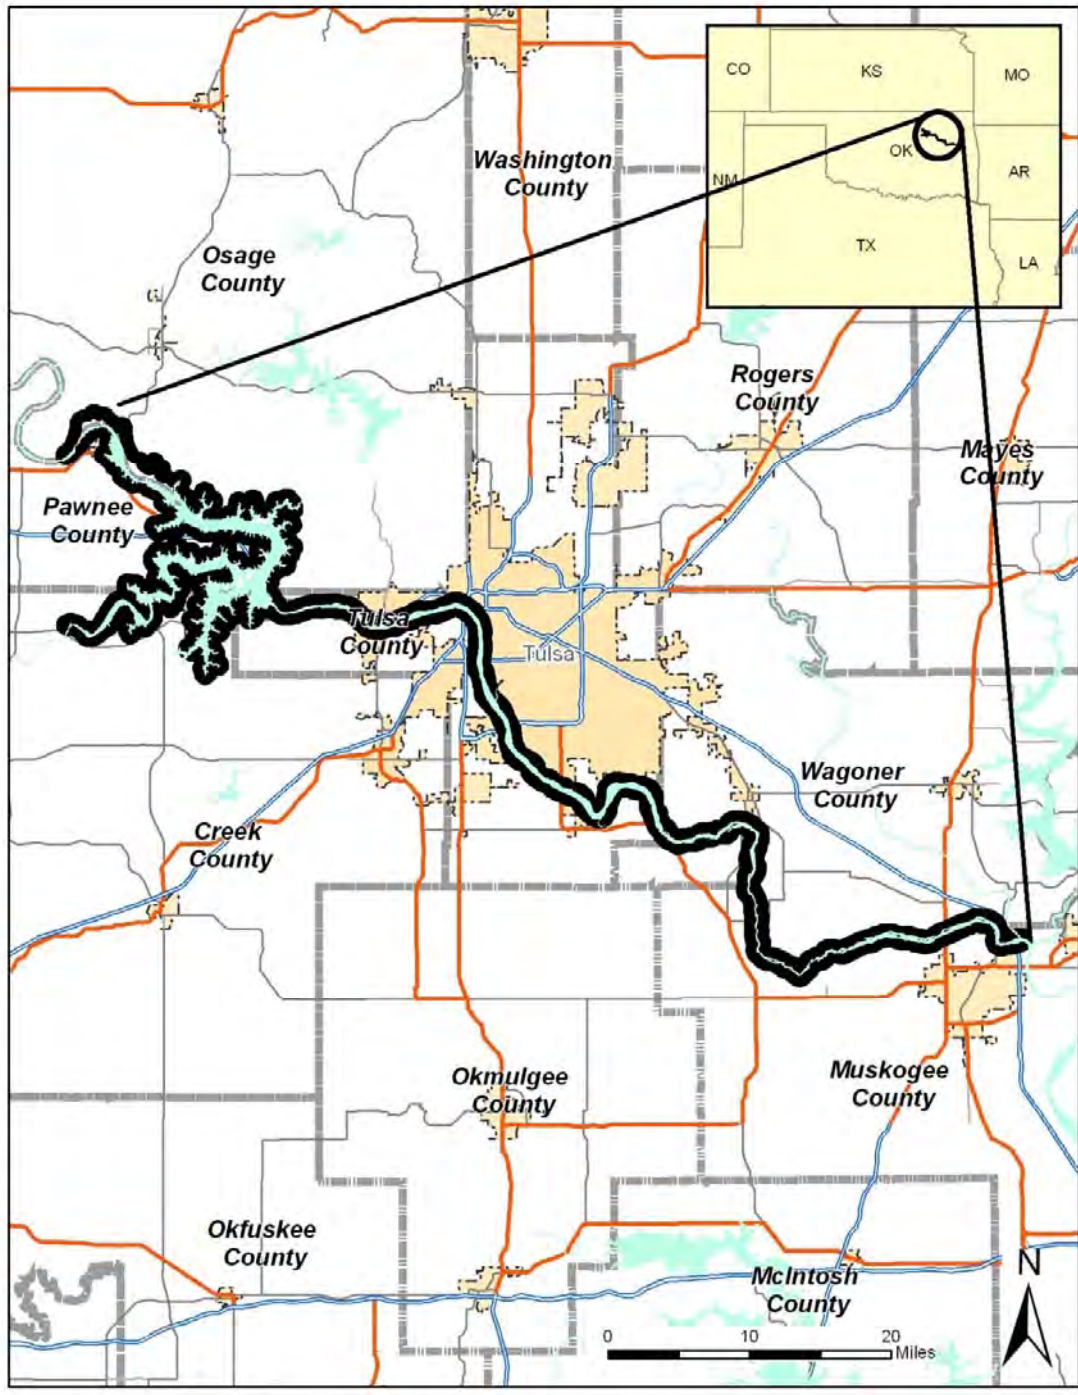 CO
KS
MO
OK
NM
AR
TX
LA
Washington
County
Osage
County
Rogers
County
Mayes
County
Pawnee
County
Tulsa
County
Tulsa
Wagoner
County
Creek
County
Okmulgee
County
Muskogee
County
Okfuskee
County
McIntosh
County
N
0 10 20
Miles